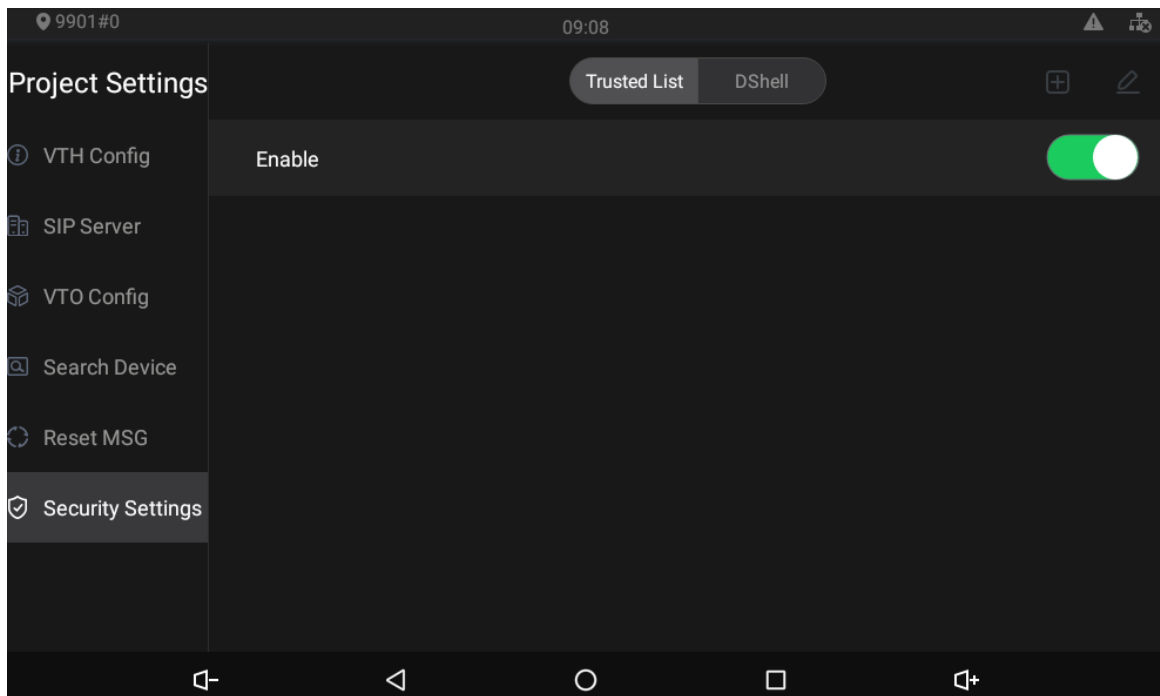 9901#0
09:08
Project Settings
Trusted List
DShell
VTH Config
Enable
SIP Server
VTO Config
Search Device
Reset MSG
Security Settings